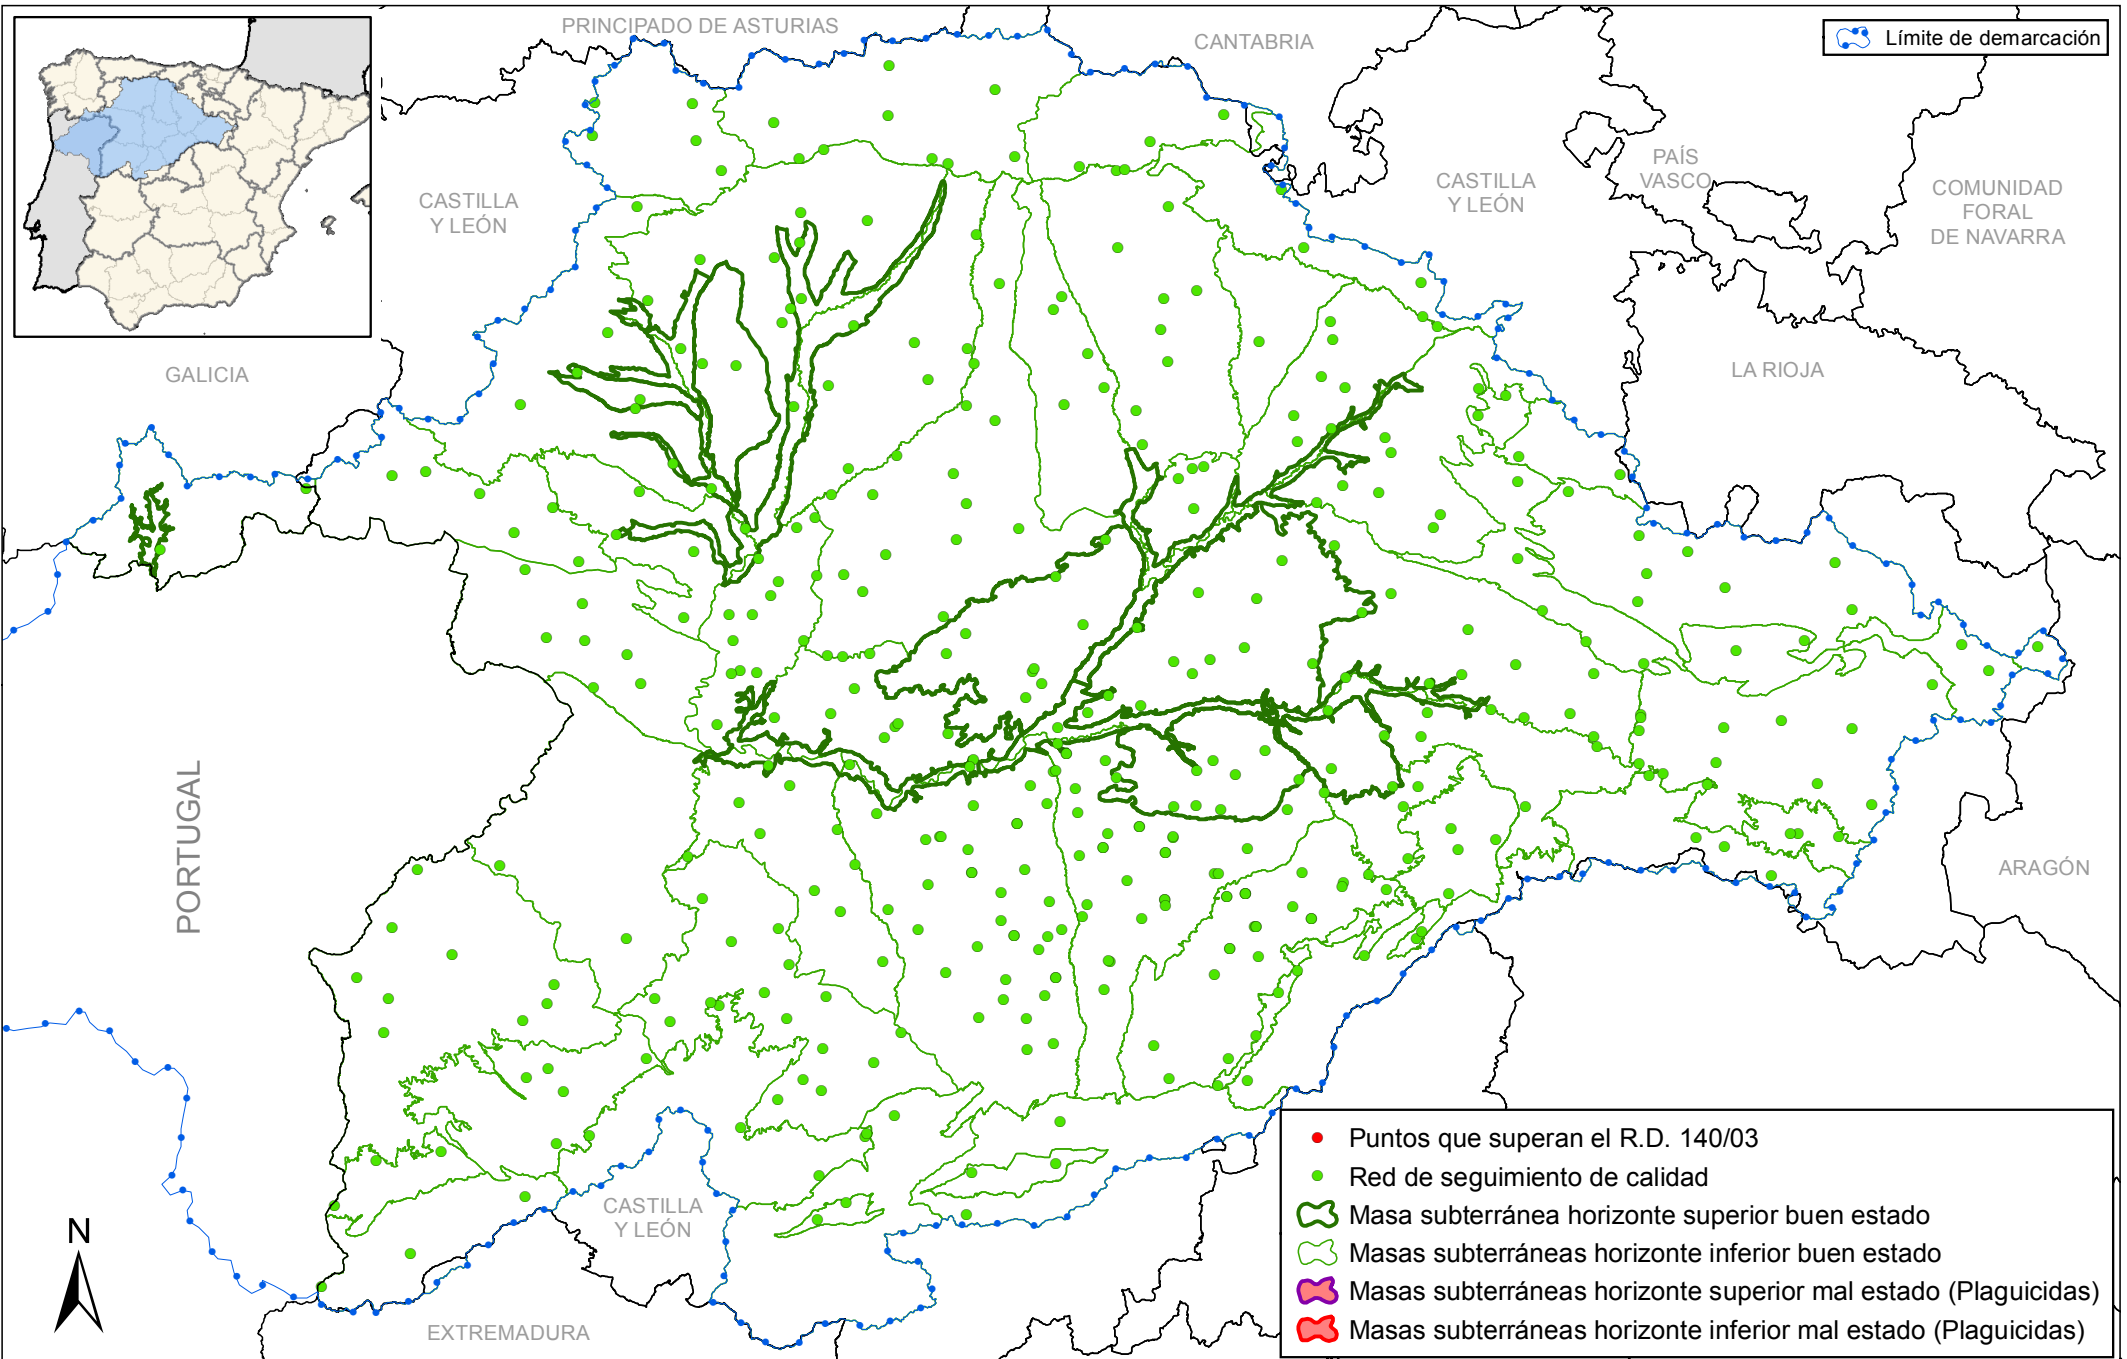 PRINCIPADO DE ASTURIAS
CANTABRIA
Límite de demarcación
CASTILLA
Y LEÓN
CASTILLA
Y LEÓN
PAÍS
VASCO
COMUNIDAD
FORAL
DE NAVARRA
GALICIA
LA RIOJA
PORTUGAL
ARAGÓN
CASTILLA
Y LEÓN
EXTREMADURA
N
Puntos que superan el R.D. 140/03
Red de seguimiento de calidad
Masa subterránea horizonte superior buen estado
Masas subterráneas horizonte inferior buen estado
Masas subterráneas horizonte superior mal estado (Plaguicidas)
Masas subterráneas horizonte inferior mal estado (Plaguicidas)